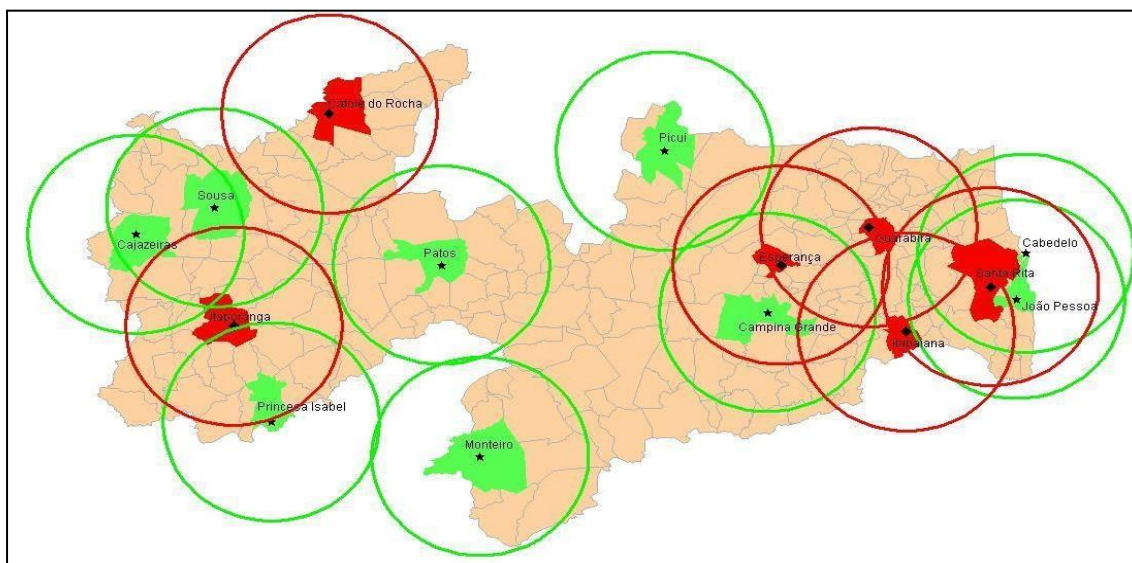 Catolé do Rocha
Picuí
Sousa
Cajazeiras
Patos
Guarabira
Cabedelo
Esperança
Santa Rita
João Pessoa
Itaporanga
Campina Grande
Itabaiana
Princesa Isabel
Monteiro